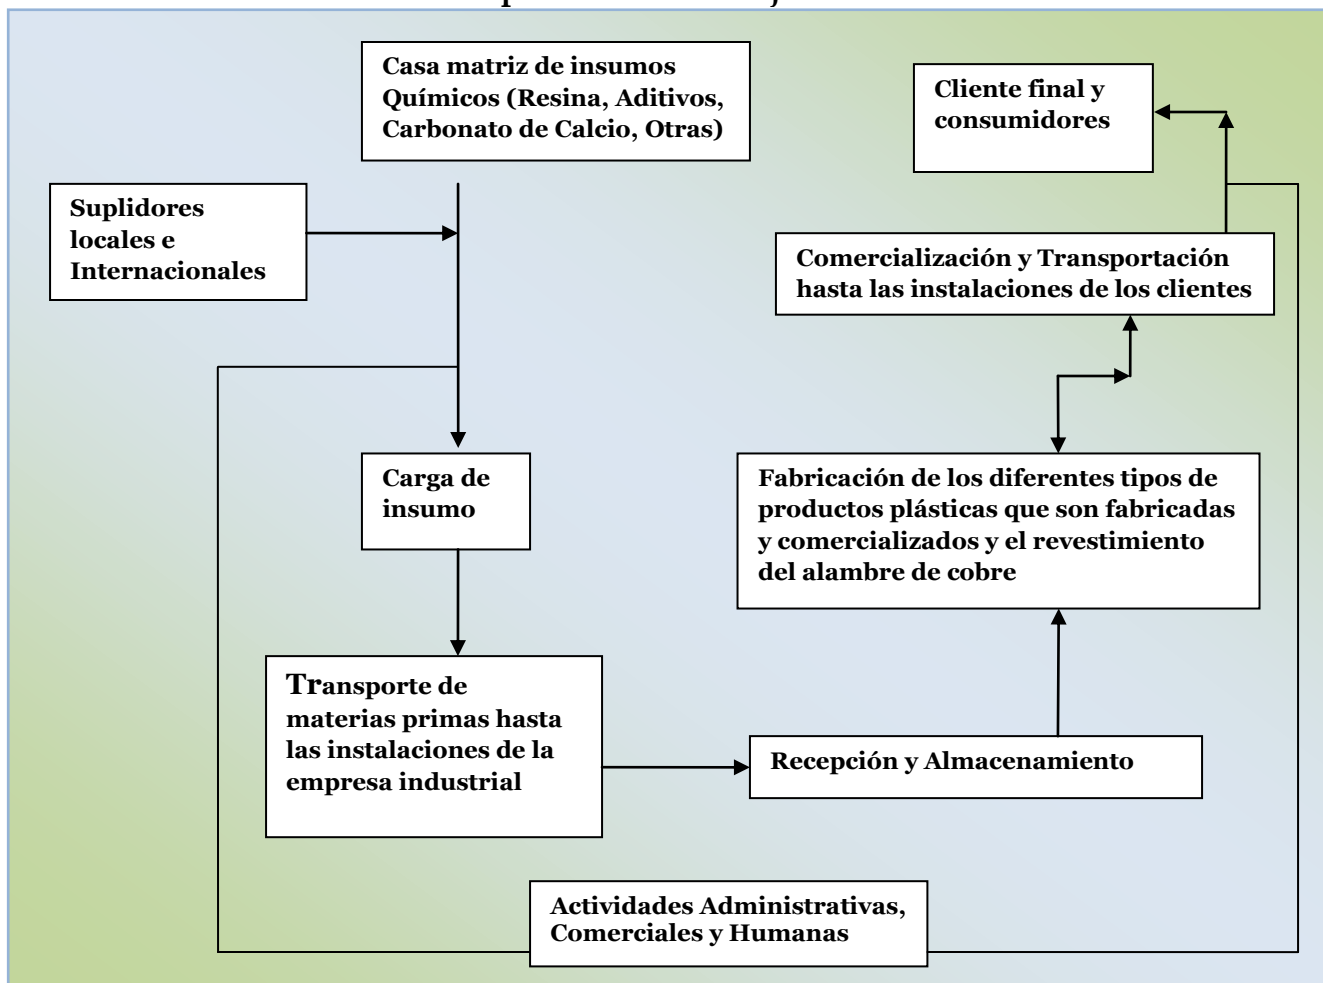 Casa matriz de insumos
Químicos (Resina, Aditivos,
Carbonato de Calcio, Otras)
Cliente final y
consumidores
Suplidores
locales e
Internacionales
Comercialización y Transportación
hasta las instalaciones de los clientes
Carga de
insumo
Fabricación de los diferentes tipos de
productos plásticas que son fabricadas
y comercializados y el revestimiento
del alambre de cobre
Transporte de
materias primas hasta
las instalaciones de la
empresa industrial
Recepción y Almacenamiento
Actividades Administrativas,
Comerciales y Humanas